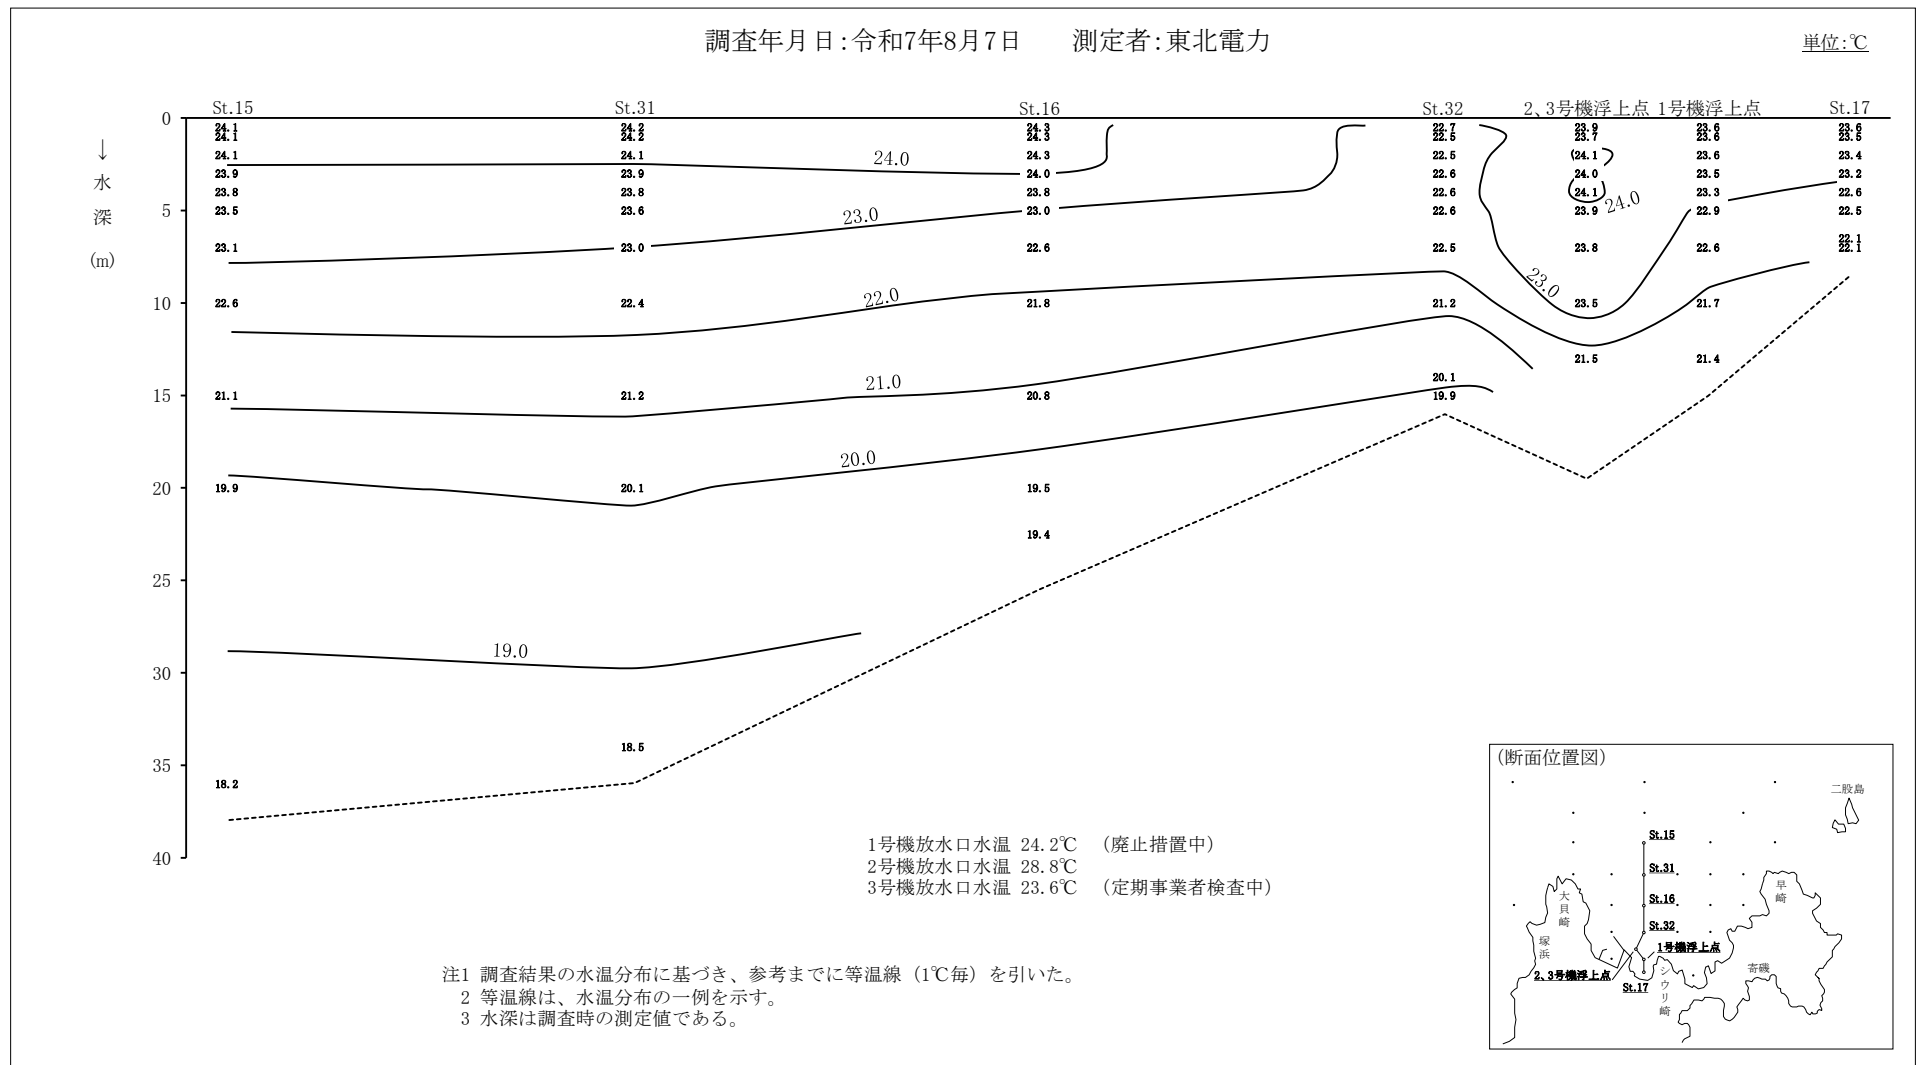 調査年月日:令和7年8月7日　測定者:東北電力
単位:℃
St.15 St.31 St.16 St.32 2、3号機浮上点 1号機浮上点 St.17
0
24.1 24.2 24.3 22.7 23.9 23.6 23.6
24.1 24.2 24.3 22.5 23.7 23.6 23.5
↓
24.1 24.1 24.0 24.3 22.5 24.1 23.6 23.4
23.9 23.9 24.0 22.6 24.0 23.5 23.2
水
23.8 23.8 23.8 22.6 24.1 23.3 22.6
24.0
5
23.5 23.6 23.0 23.0 22.6 23.9 22.9 22.5
深
22.1
23.1 23.0 22.6 22.5 23.8 22.6 22.1
(m)
23.0
22.0
10
22.6 22.4 21.8 21.2 23.5 21.7
21.5 21.4
21.0 20.1
15
21.1 21.2 20.8 19.9
20.0
20
19.9 20.1 19.5
19.4
25
19.0
30
18.5
35
18.2
40
1号機放水口水温 24.2℃ (廃止措置中)
2号機放水口水温 28.8℃
3号機放水口水温 23.6℃ (定期事業者検査中)
注1 調査結果の水温分布に基づき、参考までに等温線(1℃毎)を引いた。
2 等温線は、水温分布の一例を示す。
3 水深は調査時の測定値である。
(断面位置図)
二股島
St.15
St.31
早崎
大貝崎
St.16
St.32
塚浜
1号機浮上点
2、3号機浮上点
寄磯
シウリ崎
St.17